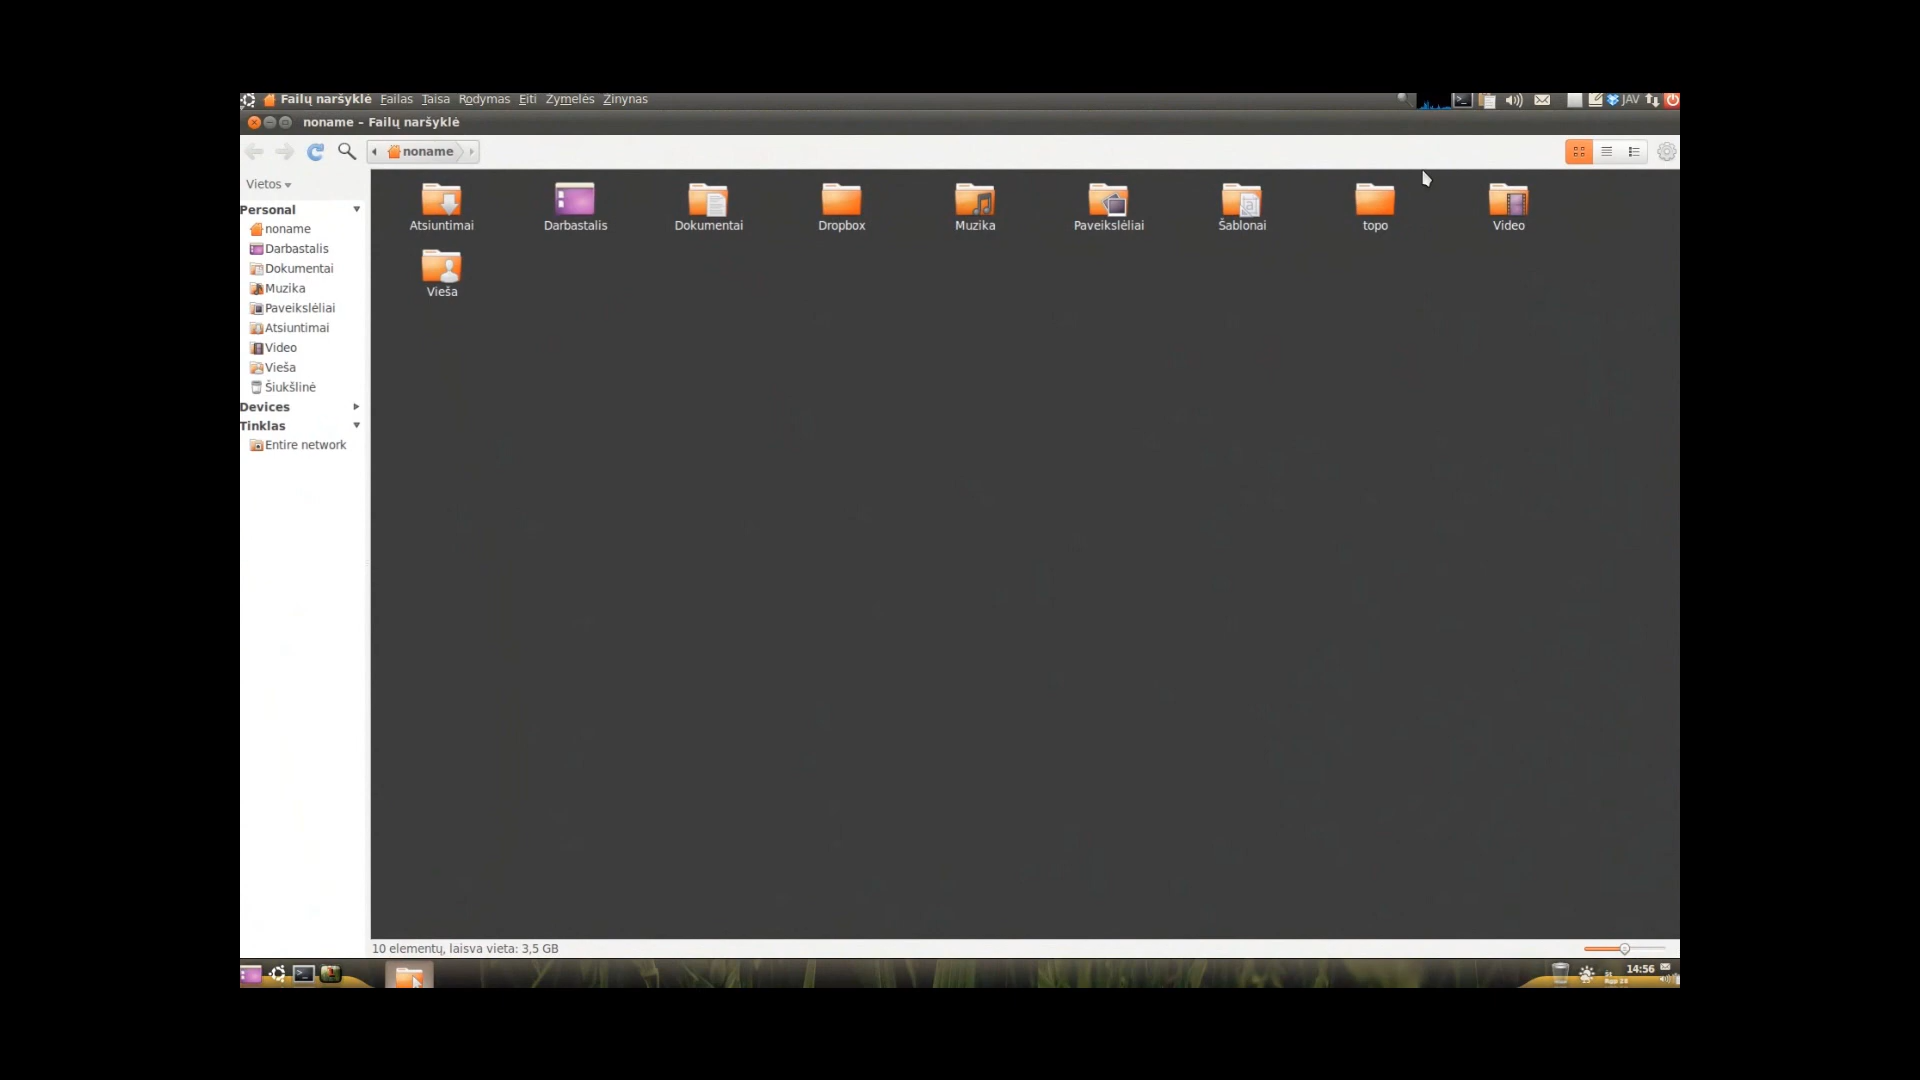 Failų naršyklė Failas Taisa Rodymas Eiti Žymelės Žinynas JAV
noname – Failų naršyklė
noname
Vietos
Personal
noname
Darbastalis
Dokumentai
Muzika
Paveikslėliai
Atsiuntimai
Video
Vieša
Šiukšlinė
Devices
Tinklas
Entire network
Atsiuntimai Darbastalis Dokumentai Dropbox Muzika Paveikslėliai Šablonai topo Video
Vieša
10 elementų, laisva vieta: 3,5 GB
14:56